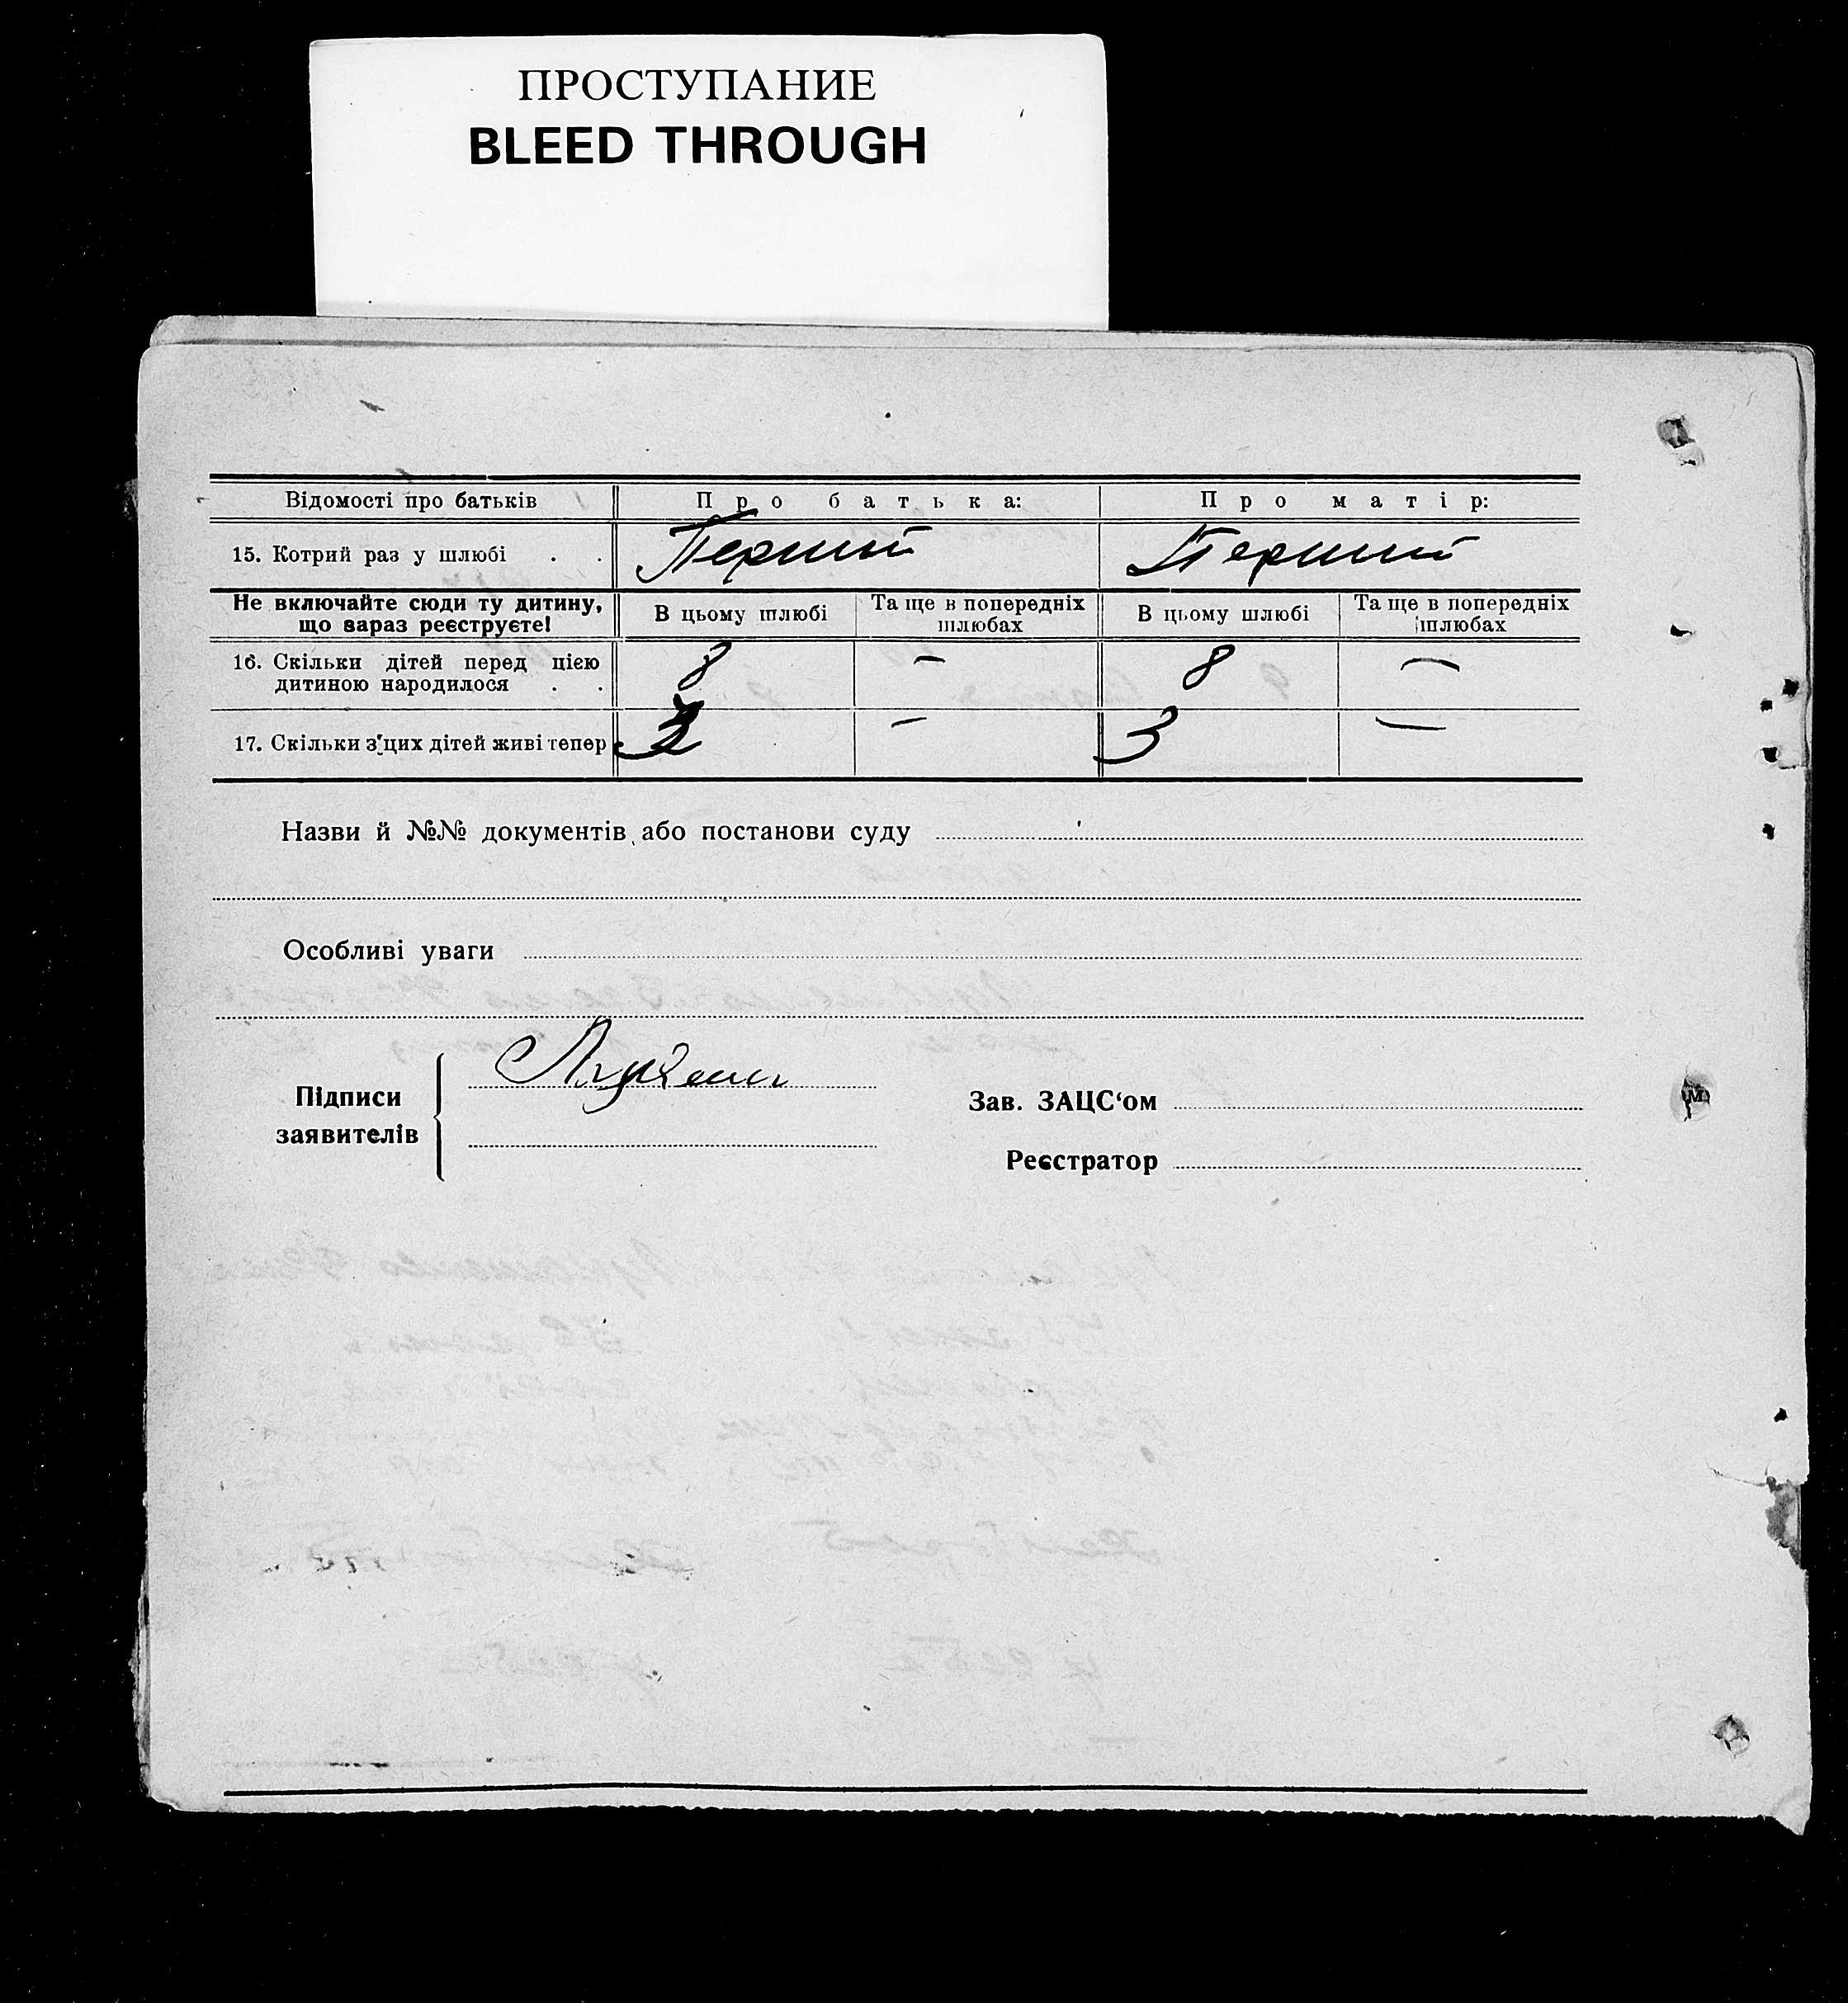 ПРОСТУПАНИЕ
BLEED THROUGH
Відомості про батьків Про батька: Про матір:
15. Котрий раз у шлюбі . . Перший Перший
Не включайте сюди ту дитину, що зараз реєструєте! В цьому шлюбі Та ще в попередніх шлюбах В цьому шлюбі Та ще в попередніх шлюбах
16. Скільки дітей перед цією дитиною народилося . . 8 — 8 —
17. Скільки з'цих дітей живі тепер 3 — 3 —
Назви й №№ документів, або постанови суду
Особливі уваги
Підписи
заявителів
Зав. ЗАЦС‘ом
Реєстратор